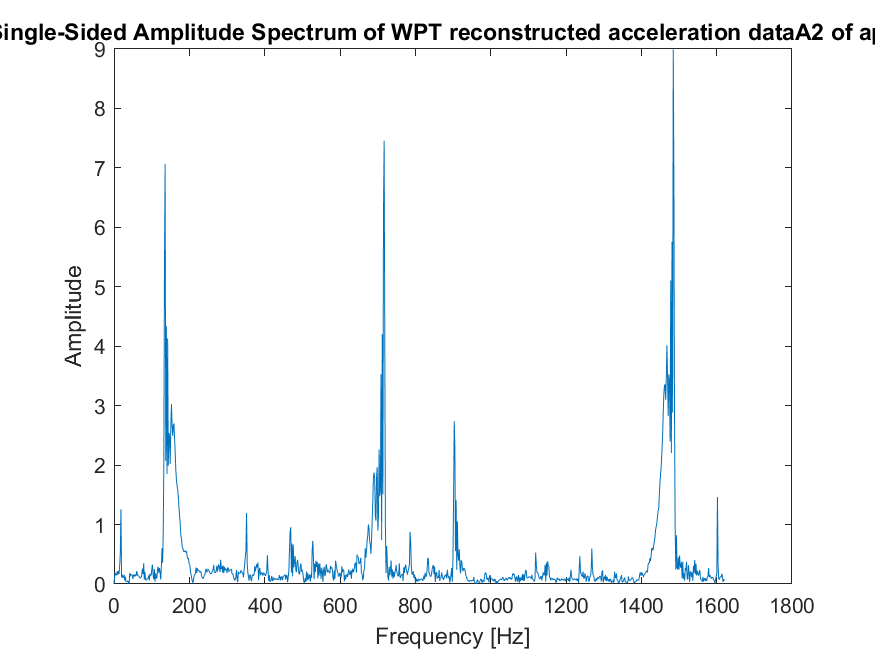 Single-Sided Amplitude Spectrum of WPT reconstructed acceleration dataA2 of ap
9
8
7
6
5
4
3
2
1
0
Amplitude
0 200 400 600 800 1000 1200 1400 1600 1800
Frequency [Hz]